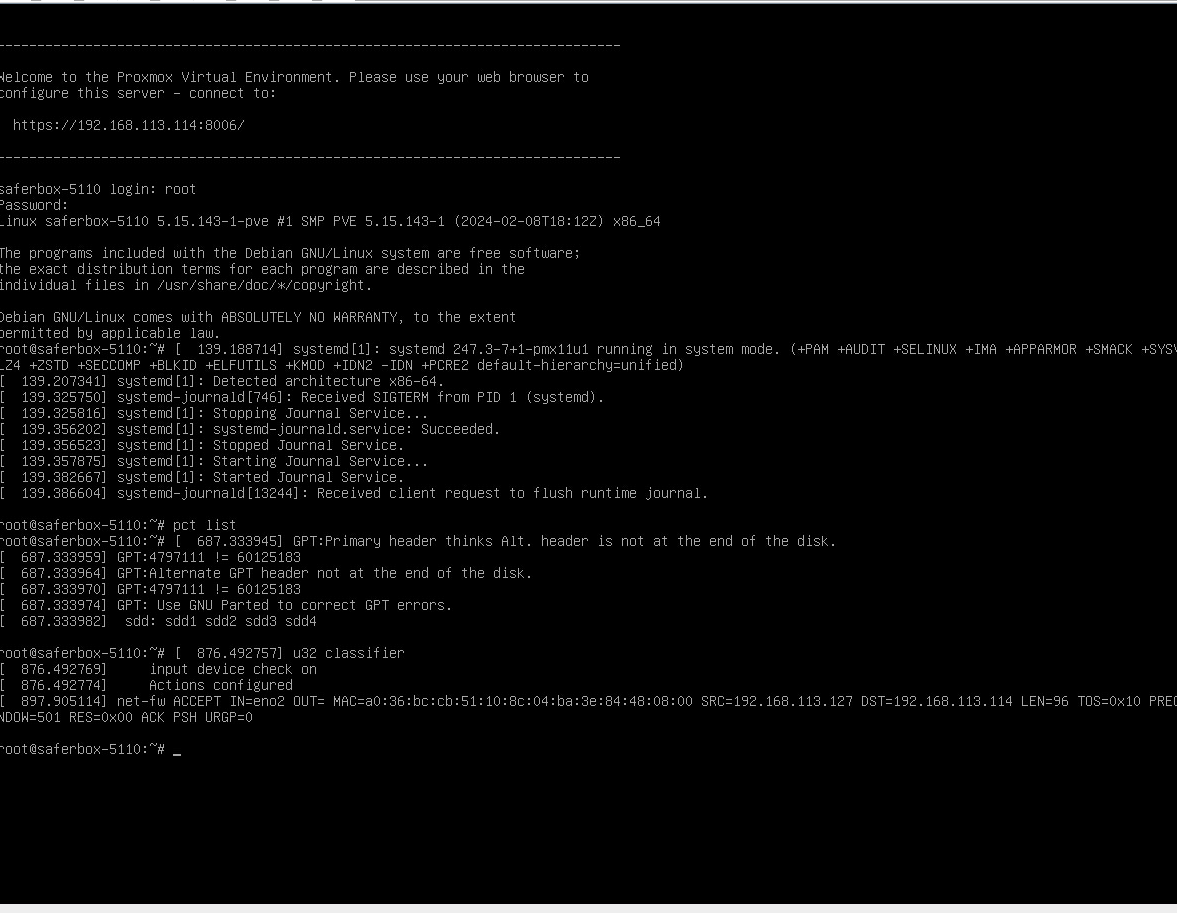 ------------------------------------------------------------------------------
Welcome to the Proxmox Virtual Environment. Please use your web browser to
configure this server - connect to:
https://192.168.113.114:8006/
------------------------------------------------------------------------------
saferbox-5110 login: root
Password:
Linux saferbox-5110 5.15.143-1-pve #1 SMP PVE 5.15.143-1 (2024-02-08T18:12Z) x86_64
The programs included with the Debian GNU/Linux system are free software;
the exact distribution terms for each program are described in the
individual files in /usr/share/doc/*/copyright.
Debian GNU/Linux comes with ABSOLUTELY NO WARRANTY, to the extent
permitted by applicable law.
root@saferbox-5110:~# [  139.188714] systemd[1]: systemd 247.3-7+1-pmx11u1 running in system mode. (+PAM +AUDIT +SELINUX +IMA +APPARMOR +SMACK +SYSV
L24 +ZSTD +SECCOMP +BLKID +ELFUTILS +KMOD +IDN2 -IDN +PCRE2 default-hierarchy=unified)
[  139.207341] systemd[1]: Detected architecture x86-64.
[  139.325750] systemd-journald[746]: Received SIGTERM from PID 1 (systemd).
[  139.325816] systemd[1]: Stopping Journal Service...
[  139.356202] systemd[1]: systemd-journald.service: Succeeded.
[  139.356523] systemd[1]: Stopped Journal Service.
[  139.357875] systemd[1]: Starting Journal Service...
[  139.382667] systemd[1]: Started Journal Service.
[  139.386604] systemd-journald[13244]: Received client request to flush runtime journal.
root@saferbox-5110:~# pct list
root@saferbox-5110:~# [  687.333945] GPT:Primary header thinks Alt. header is not at the end of the disk.
[  687.333959] GPT:4797111 != 60125183
[  687.333964] GPT:Alternate GPT header not at the end of the disk.
[  687.333970] GPT:4797111 != 60125183
[  687.333974] GPT: Use GNU Parted to correct GPT errors.
[  687.333982]  sdd: sdd1 sdd2 sdd3 sdd4
root@saferbox-5110:~# [  876.492757] u32 classifier
[  876.492769]     input device check on
[  876.492774]     Actions configured
[  897.905114] net-fw ACCEPT IN=eno2 OUT= MAC=a0:36:bc:cb:51:10:8c:04:ba:3e:84:48:08:00 SRC=192.168.113.127 DST=192.168.113.114 LEN=96 TOS=0x10 PREC
NDOW=501 RES=0x00 ACK PSH URGP=0
root@saferbox-5110:~# _